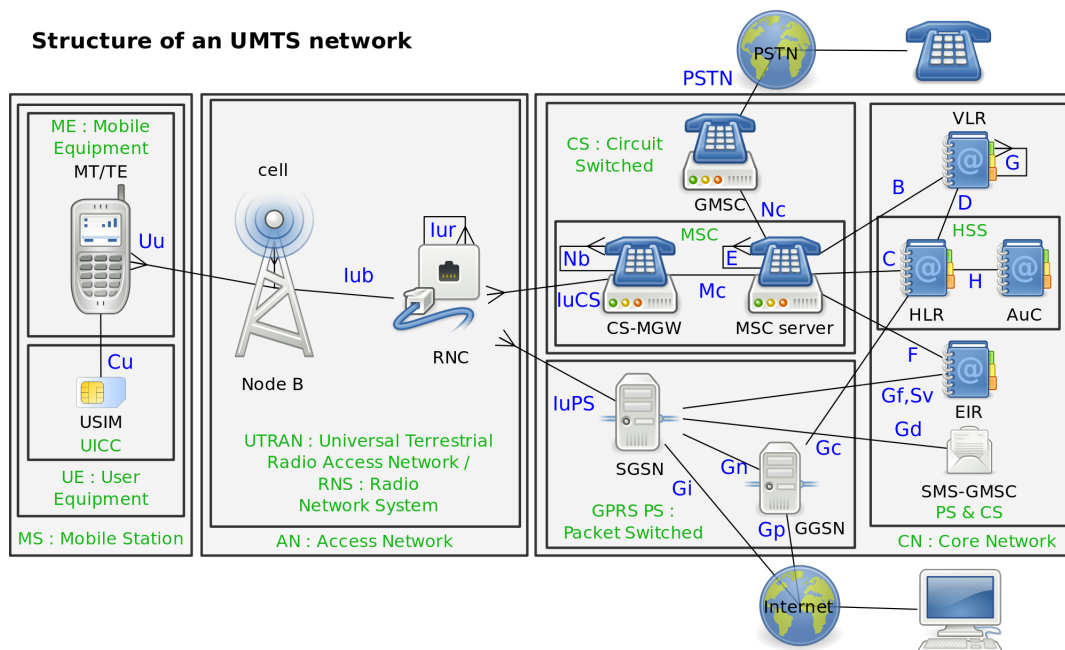 Structure of an UMTS network
PSTN
PSTN
ME : Mobile
Equipment
MT/TE
Uu
Cu
USIM
UICC
UE : User
Equipment
MS : Mobile Station
cell
Iub
Node B
Iur
RNC
UTRAN : Universal Terrestrial
Radio Access Network /
RNS : Radio
Network System
AN : Access Network
CS : Circuit
Switched
GMSC
Nc
MSC
Nb
E
IuCS
Mc
CS-MGW
MSC server
VLR
G
B
D
HSS
C
H
HLR
AuC
F
EIR
Gf,Sv
Gd
SMS-GMSC
PS & CS
CN : Core Network
IuPS
SGSN
Gn
Gc
Gi
GPRS PS :
Packet Switched
Gp
GGSN
Internet